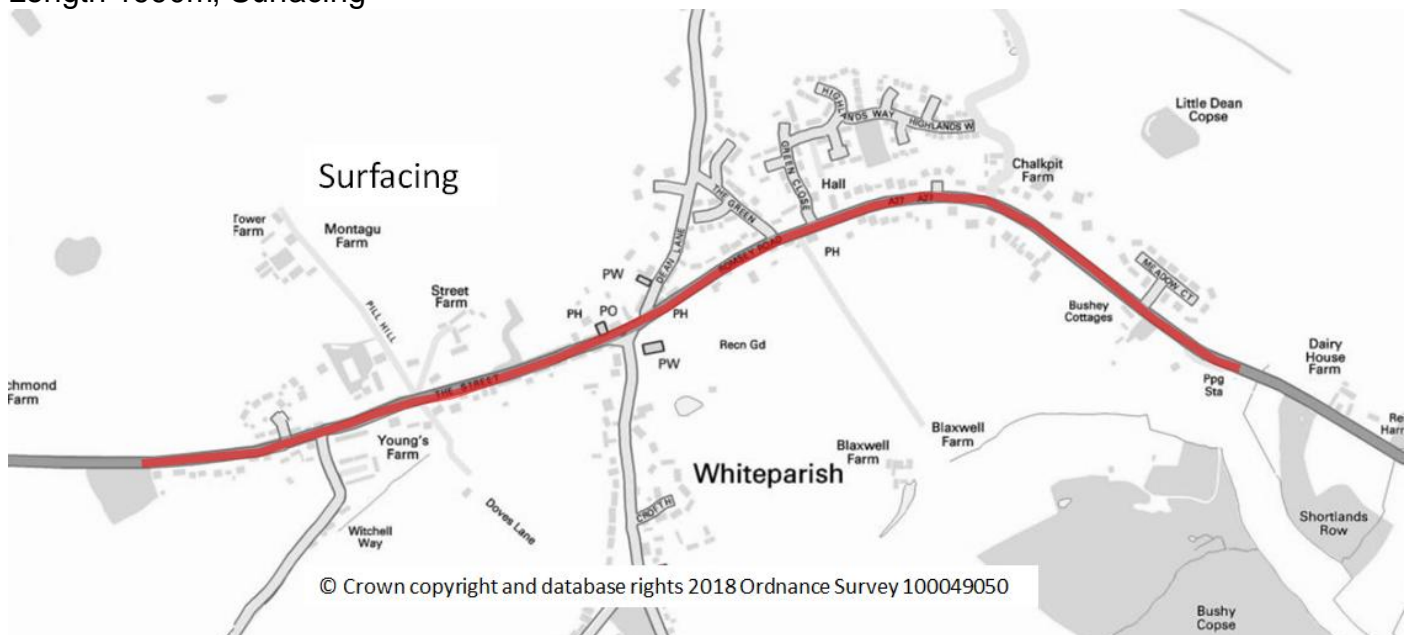 Surfacing
Little Dean
Copse
HIGHLANDS WAY
HIGHLANDS W
GREEN CLOSE
Hall
Chalkpit
Farm
THE GREEN
A27 A27
Tower
Farm
Montagu
Farm
DEAN LANE
ROMSEY ROAD
PH
PW
MEADOW CT
Street
Farm
PILL HILL
PH
PO
PH
Bushey
Cottages
Recn Gd
PW
Dairy
House
Farm
THE STREET
Ppg
Sta
chmond
Farm
Young's
Farm
Blaxwell
Farm
Blaxwell
Farm
Whiteparish
CROFT H
Doves Lane
Witchell
Way
Shortlands
Row
© Crown copyright and database rights 2018 Ordnance Survey 100049050
Bushy
Copse